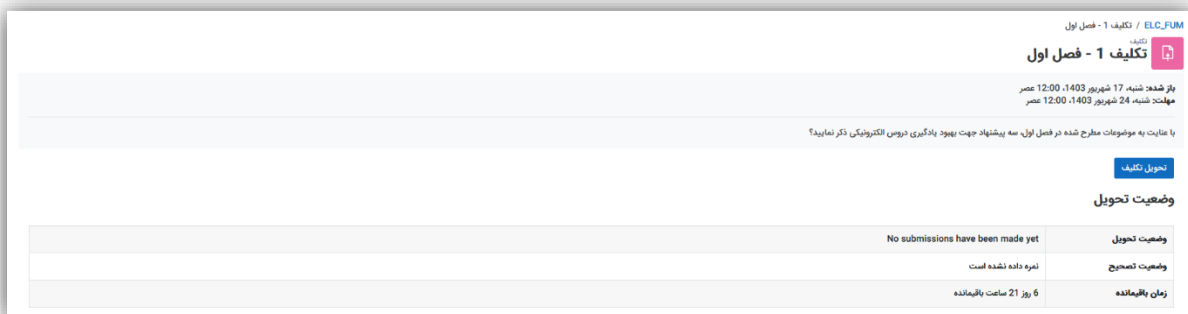 ELC_FUM / تکلیف 1 - فصل اول
تکلیف
تکلیف 1 - فصل اول
باز شده: شنبه، 17 شهریور 1403، 12:00 عصر
مهلت: شنبه، 24 شهریور 1403، 12:00 عصر
با عنایت به موضوعات مطرح شده در فصل اول، سه پیشنهاد جهت بهبود یادگیری دروس الکترونیکی ذکر نمایید؟
تحویل تکلیف
وضعیت تحویل
وضعیت تحویل No submissions have been made yet
وضعیت تصحیح نمره داده نشده است
زمان باقیمانده 6 روز 21 ساعت باقیمانده